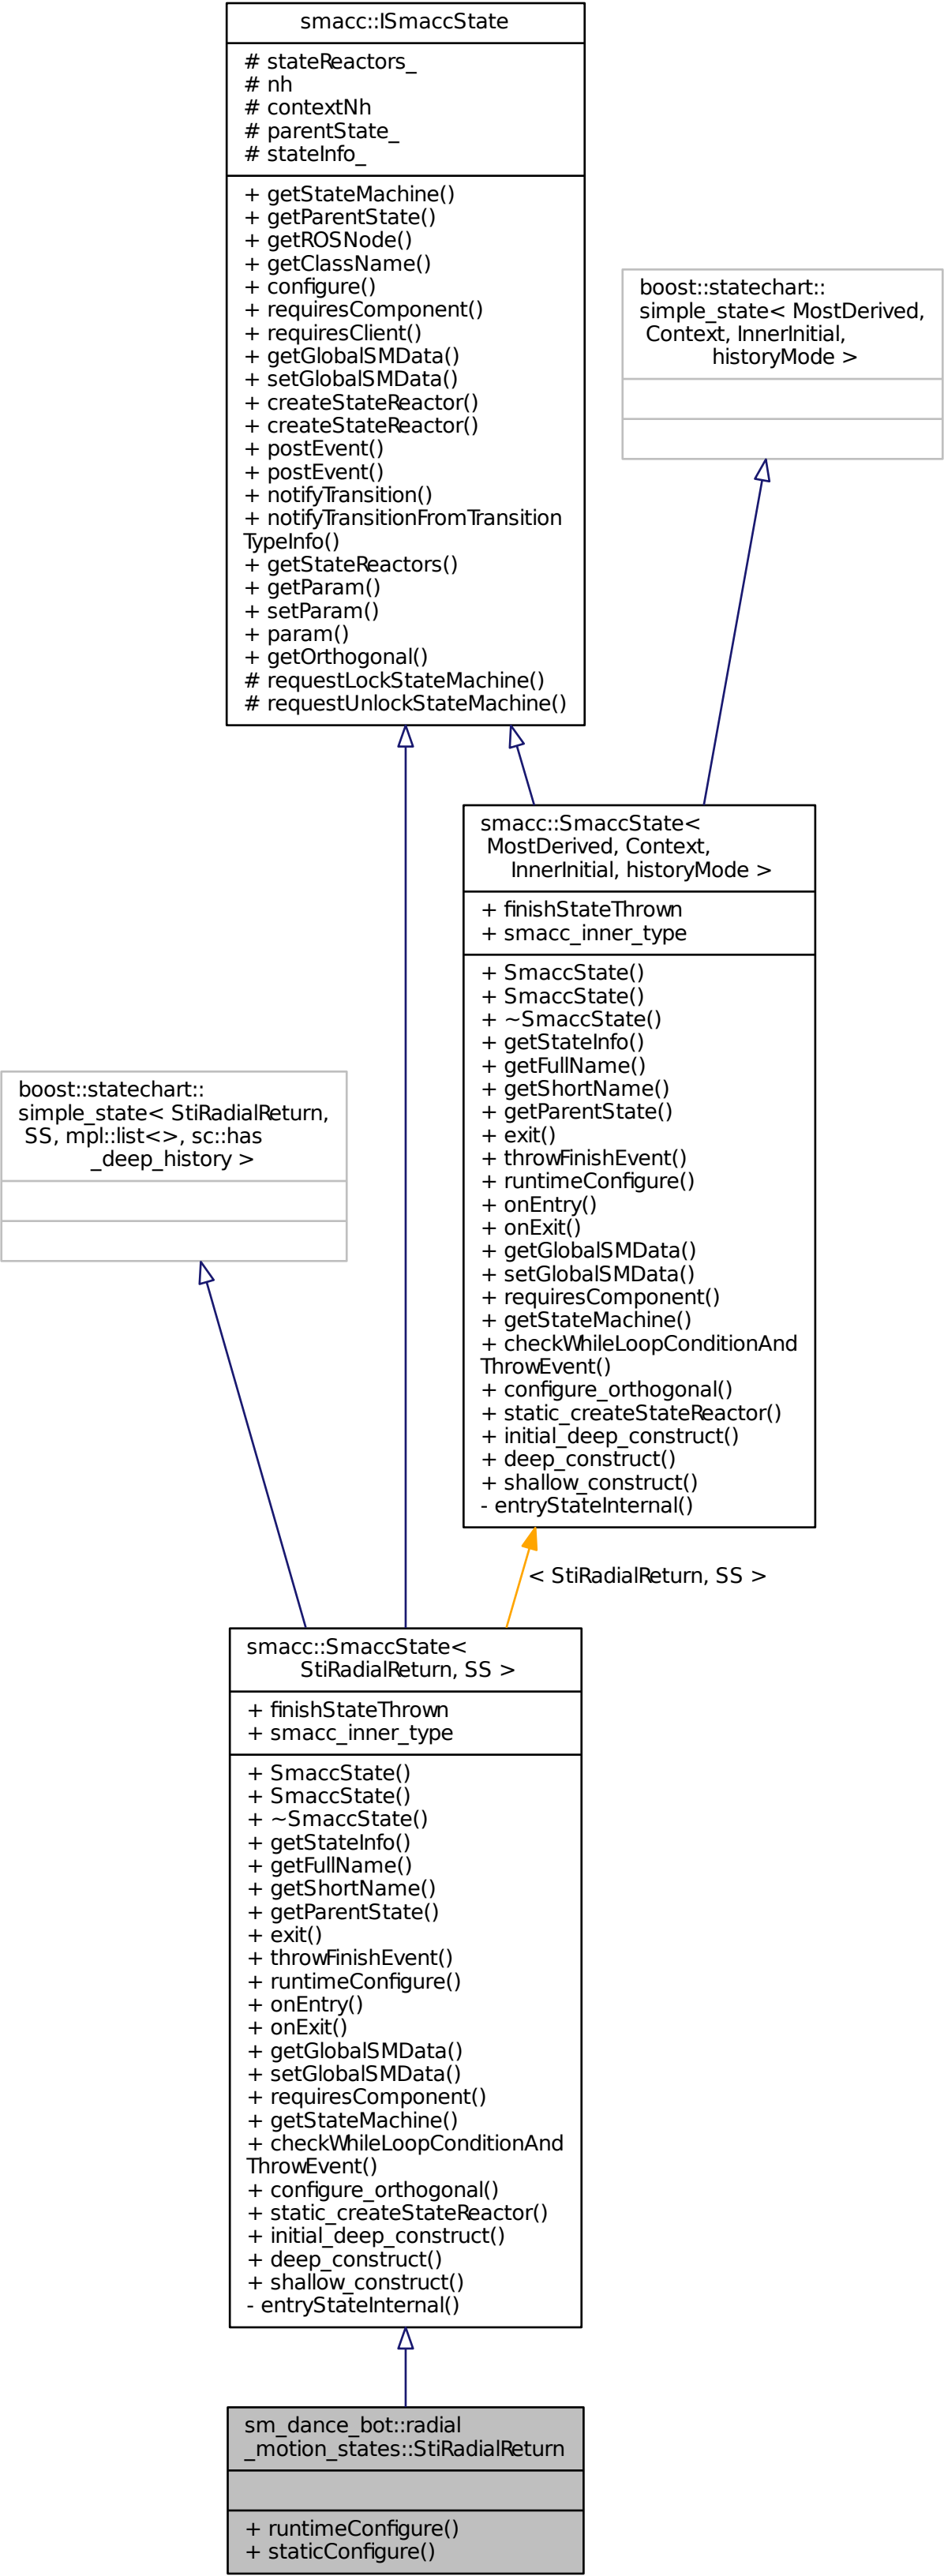 smacc::ISmaccState
# stateReactors_
# nh
# contextNh
# parentState_
# stateInfo_
+ getStateMachine()
+ getParentState()
+ getROSNode()
+ getClassName()
+ configure()
+ requiresComponent()
+ requiresClient()
+ getGlobalSMData()
+ setGlobalSMData()
+ createStateReactor()
+ createStateReactor()
+ postEvent()
+ postEvent()
+ notifyTransition()
+ notifyTransitionFromTransition
TypeInfo()
+ getStateReactors()
+ getParam()
+ setParam()
+ param()
+ getOrthogonal()
# requestLockStateMachine()
# requestUnlockStateMachine()
boost::statechart::
simple_state< MostDerived,
Context, InnerInitial,
historyMode >
smacc::SmaccState<
MostDerived, Context,
InnerInitial, historyMode >
+ finishStateThrown
+ smacc_inner_type
+ SmaccState()
+ SmaccState()
+ ~SmaccState()
+ getStateInfo()
+ getFullName()
+ getShortName()
+ getParentState()
+ exit()
+ throwFinishEvent()
+ runtimeConfigure()
+ onEntry()
+ onExit()
+ getGlobalSMData()
+ setGlobalSMData()
+ requiresComponent()
+ getStateMachine()
+ checkWhileLoopConditionAnd
ThrowEvent()
+ configure_orthogonal()
+ static_createStateReactor()
+ initial_deep_construct()
+ deep_construct()
+ shallow_construct()
- entryStateInternal()
boost::statechart::
simple_state< StiRadialReturn,
SS, mpl::list<>, sc::has
_deep_history >
< StiRadialReturn, SS >
smacc::SmaccState<
StiRadialReturn, SS >
+ finishStateThrown
+ smacc_inner_type
+ SmaccState()
+ SmaccState()
+ ~SmaccState()
+ getStateInfo()
+ getFullName()
+ getShortName()
+ getParentState()
+ exit()
+ throwFinishEvent()
+ runtimeConfigure()
+ onEntry()
+ onExit()
+ getGlobalSMData()
+ setGlobalSMData()
+ requiresComponent()
+ getStateMachine()
+ checkWhileLoopConditionAnd
ThrowEvent()
+ configure_orthogonal()
+ static_createStateReactor()
+ initial_deep_construct()
+ deep_construct()
+ shallow_construct()
- entryStateInternal()
sm_dance_bot::radial
_motion_states::StiRadialReturn
+ runtimeConfigure()
+ staticConfigure()